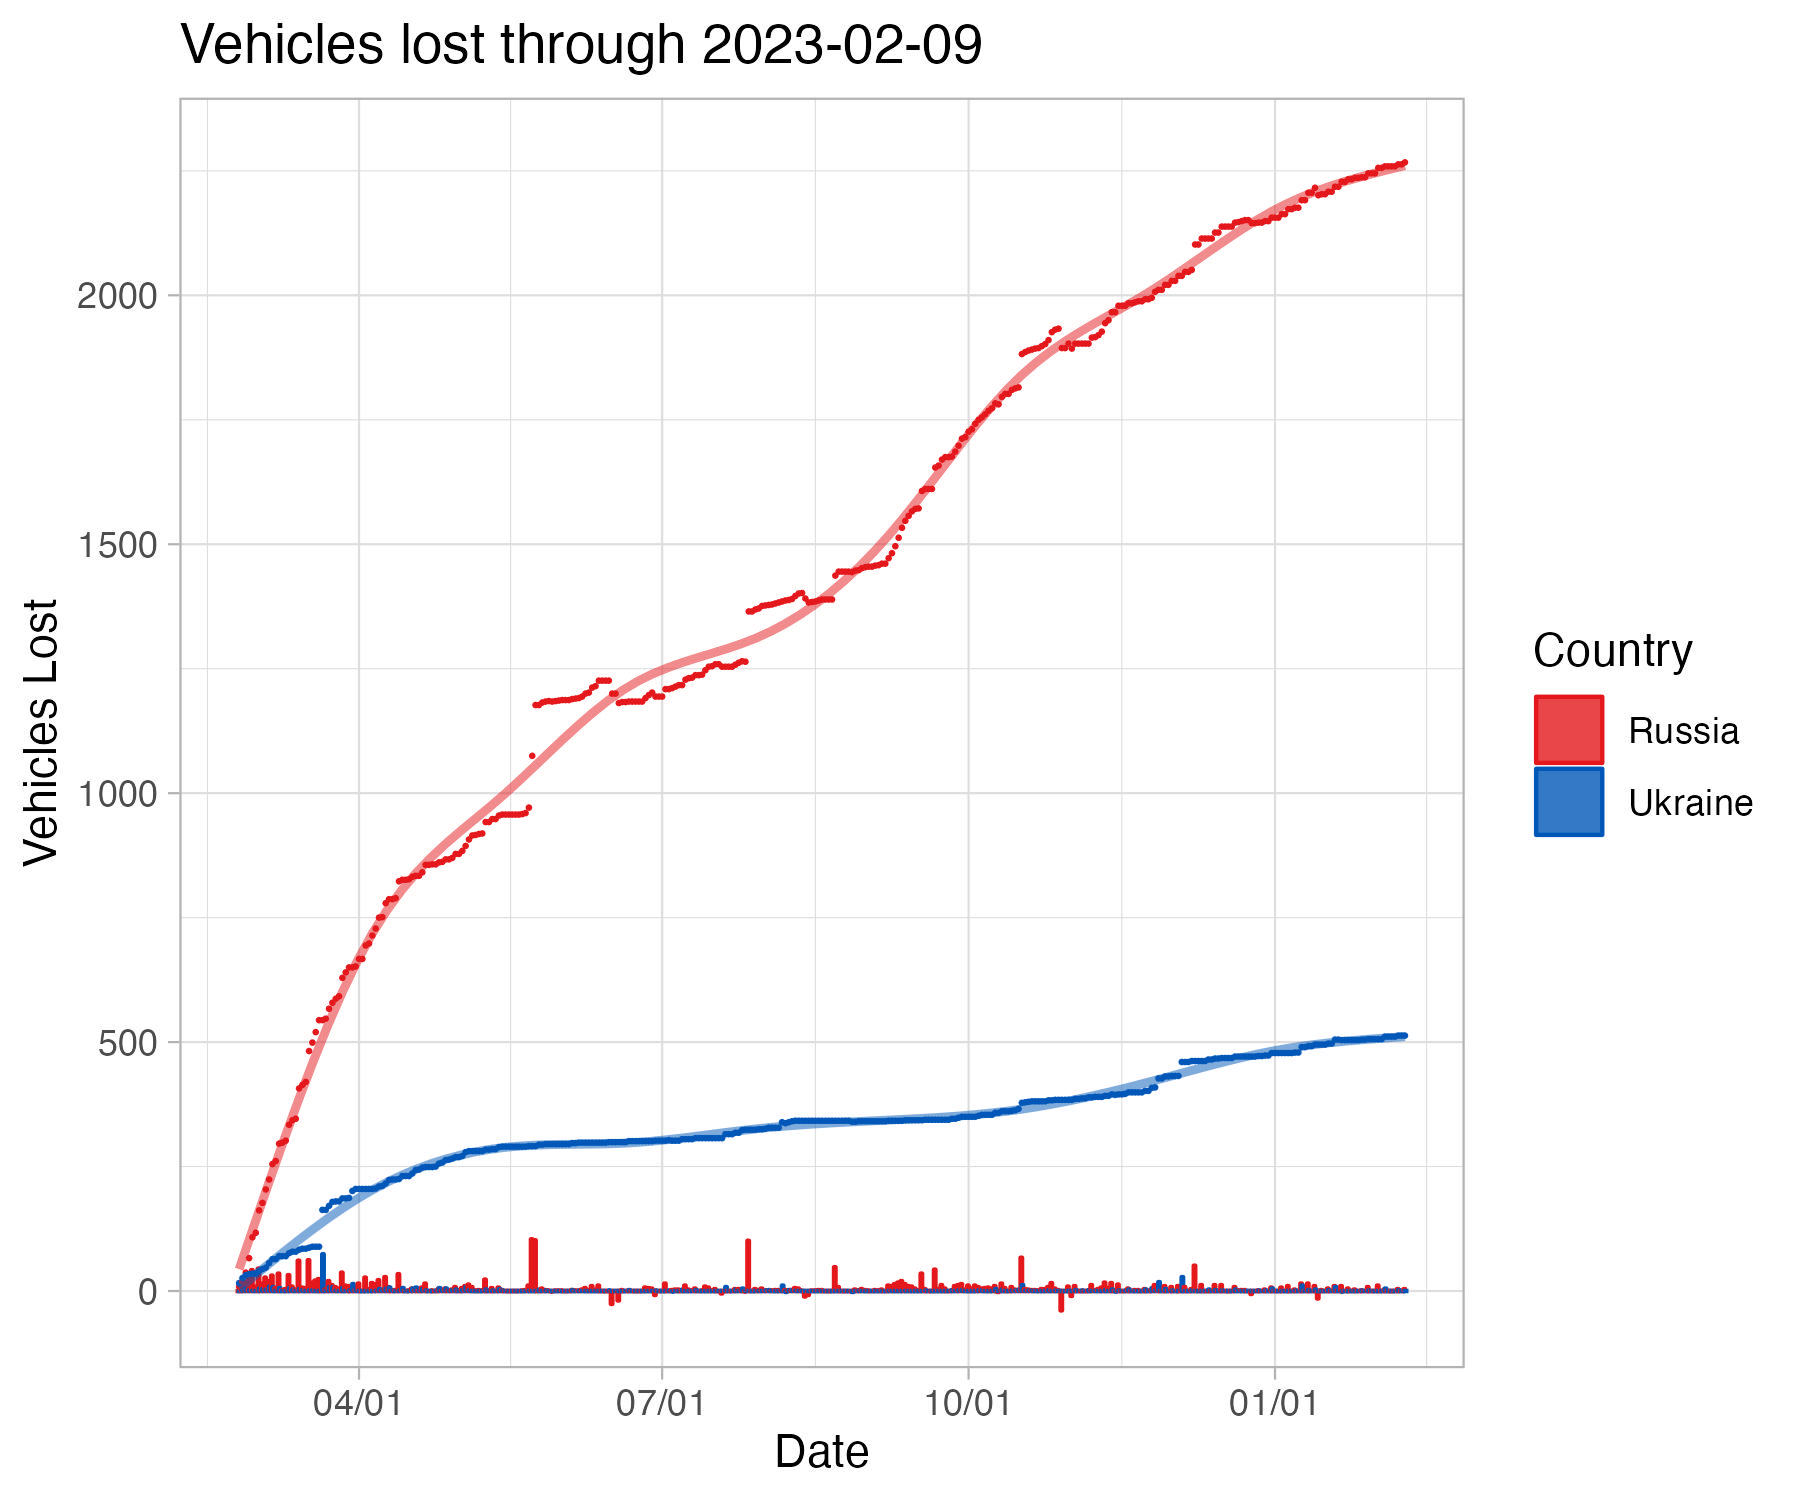 Vehicles lost through 2023-02-09
Vehicles Lost
2000
1500
1000
500
0
04/01
07/01
10/01
01/01
Date
Country
Russia
Ukraine